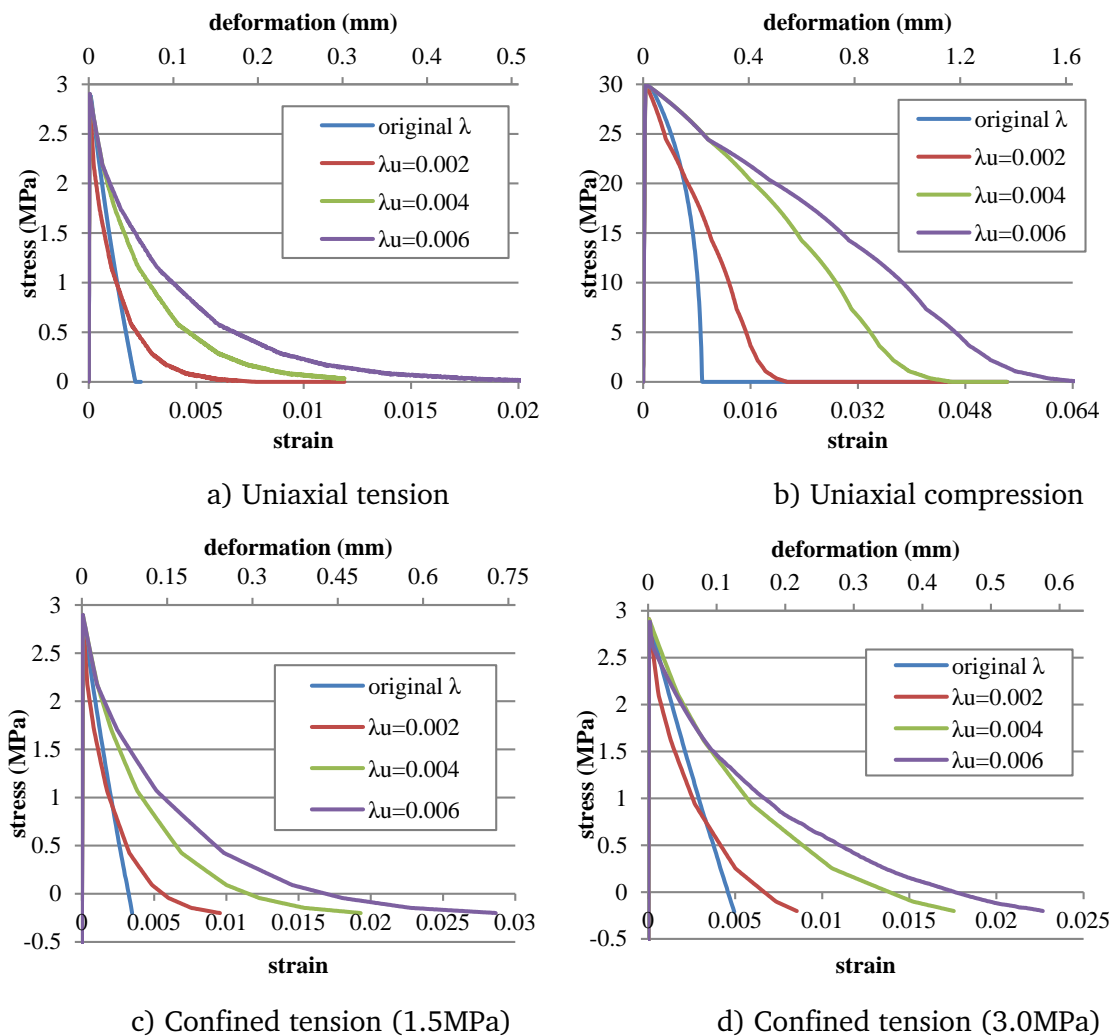 deformation (mm)
0 0.1 0.2 0.3 0.4 0.5
3
2.5
2
1.5
1
0.5
0
stress (MPa)
original λ
λu=0.002
λu=0.004
λu=0.006
0 0.005 0.01 0.015 0.02
strain
a) Uniaxial tension
deformation (mm)
0 0.4 0.8 1.2 1.6
30
25
20
15
30
5
0
stress (MPa)
original λ
λu=0.002
λu=0.004
λu=0.006
0 0.016 0.032 0.048 0.064
strain
b) Uniaxial compression
deformation (mm)
0 0.15 0.3 0.45 0.6 0.75
3
2.5
2
1.5
1
0.5
0
-0.5
stress (MPa)
original λ
λu=0.002
λu=0.004
λu=0.006
0 0.005 0.01 0.015 0.02 0.025 0.03
strain
c) Confined tension (1.5MPa)
deformation (mm)
0 0.1 0.2 0.3 0.4 0.5 0.6
3
2.5
2
1.5
1
0.5
0
-0.5
stress (MPa)
original λ
λu=0.002
λu=0.004
λu=0.006
0 0.005 0.01 0.015 0.02 0.025
strain
d) Confined tension (3.0MPa)